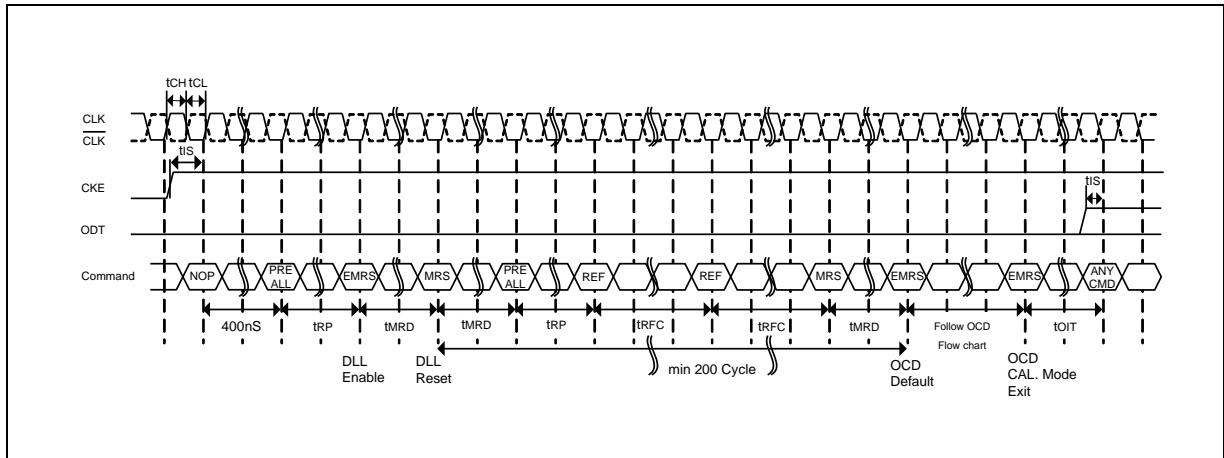 tCH tCL
CLK
CLK
tIS
CKE
tIS
ODT
Command
NOP
PRE
ALL
EMRS
MRS
PRE
ALL
REF
REF
MRS
EMRS
EMRS
ANY
CMD
400nS
tRP
tMRD
tMRD
tRP
tRFC
tRFC
tMRD
Follow OCD
Flow chart
tOIT
min 200 Cycle
DLL
Enable
DLL
Reset
OCD
Default
OCD
CAL. Mode
Exit